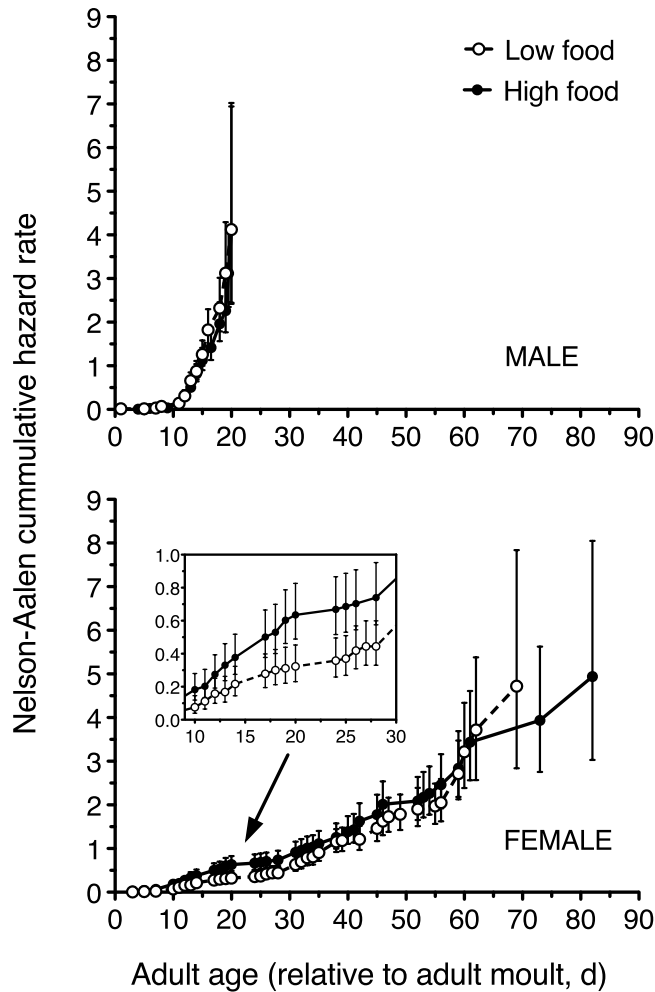 Nelson-Aalen cummulative hazard rate
9
8
7
6
5
4
3
2
1
0
Low food
High food
MALE
0 10 20 30 40 50 60 70 80 90
9
8
7
6
5
4
3
2
1
0
1.0
0.8
0.6
0.4
0.2
0.0
10 15 20 25 30
FEMALE
0 10 20 30 40 50 60 70 80 90
Adult age (relative to adult moult, d)